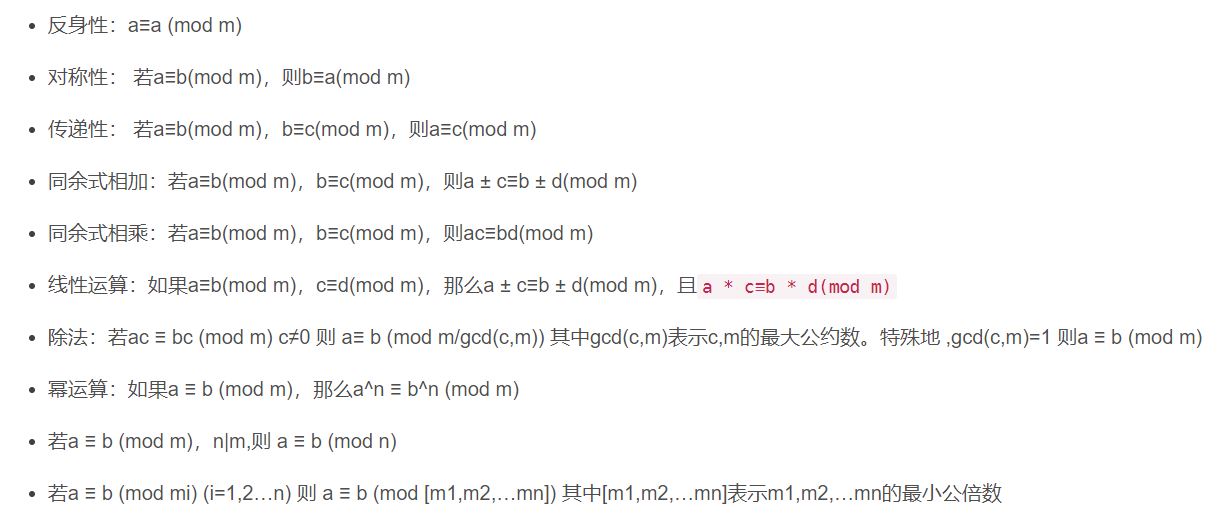 • 反身性：a≡a (mod m)
• 对称性： 若a≡b(mod m)，则b≡a(mod m)
• 传递性： 若a≡b(mod m)，b≡c(mod m)，则a≡c(mod m)
• 同余式相加：若a≡b(mod m)，b≡c(mod m)，则a ± c≡b ± d(mod m)
• 同余式相乘：若a≡b(mod m)，b≡c(mod m)，则ac≡bd(mod m)
• 线性运算：如果a≡b(mod m)，c≡d(mod m)，那么a ± c≡b ± d(mod m)，且 a * c≡b * d(mod m)
• 除法：若ac ≡ bc (mod m) c≠0 则 a≡ b (mod m/gcd(c,m)) 其中gcd(c,m)表示c,m的最大公约数。特殊地 ,gcd(c,m)=1 则a ≡ b (mod m)
• 幂运算：如果a ≡ b (mod m)，那么a^n ≡ b^n (mod m)
• 若a ≡ b (mod m)，n|m,则 a ≡ b (mod n)
• 若a ≡ b (mod mi) (i=1,2…n) 则 a ≡ b (mod [m1,m2,…mn]) 其中[m1,m2,…mn]表示m1,m2,…mn的最小公倍数